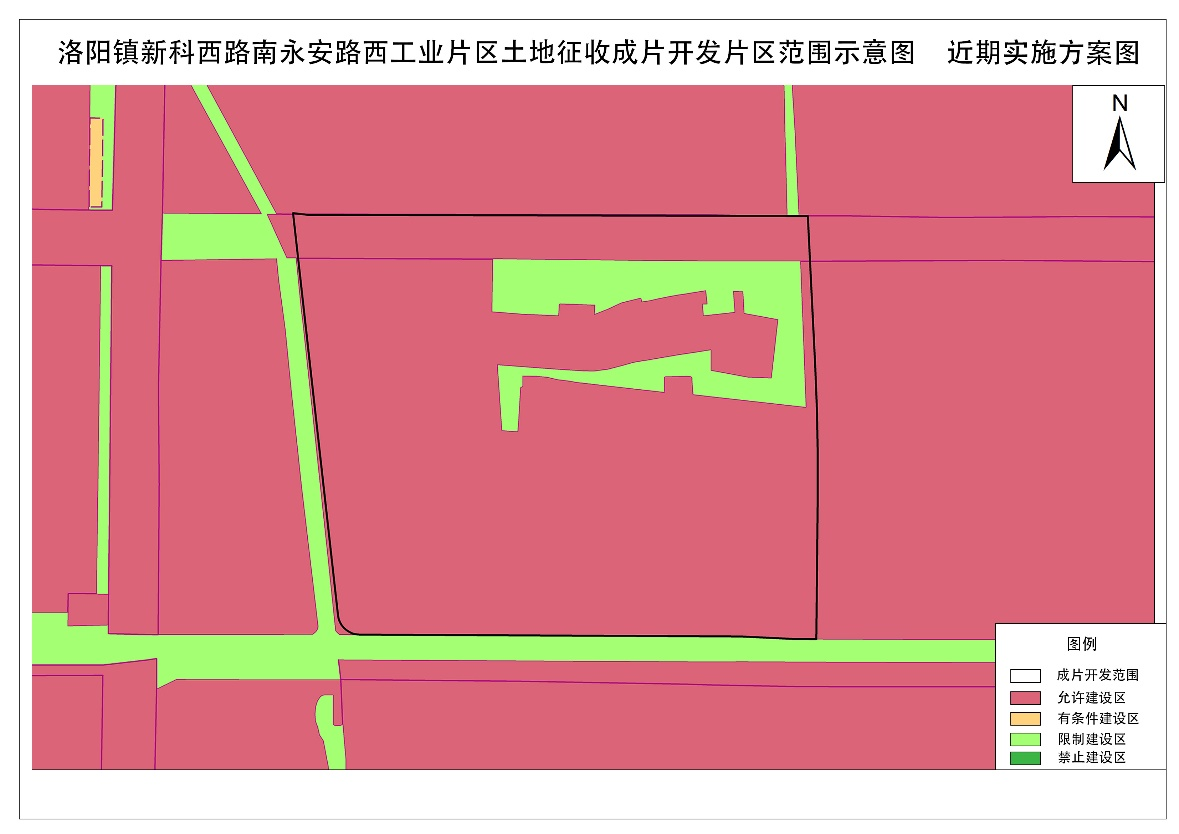 洛阳镇新科西路南永安路西工业片区土地征收成片开发片区范围示意图 近期实施方案图
N
图例
成片开发范围
允许建设区
有条件建设区
限制建设区
禁止建设区